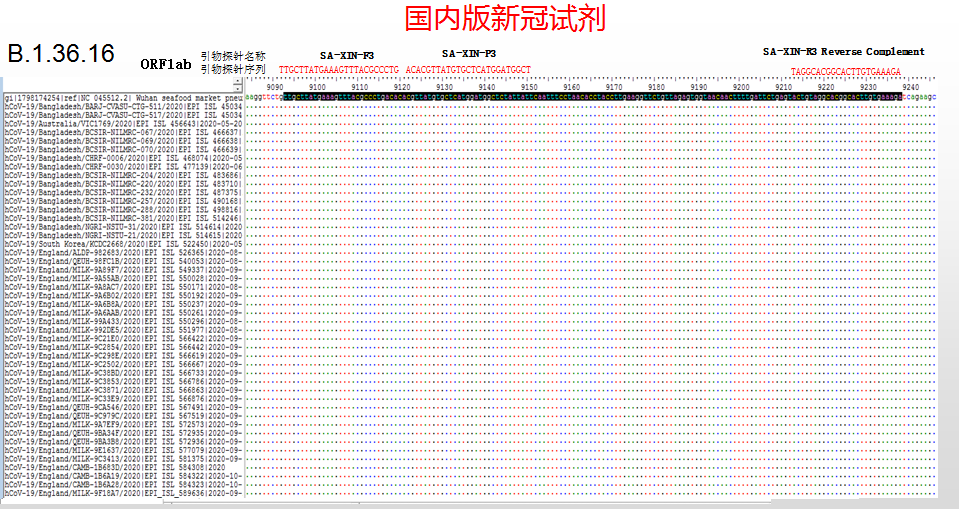 国内版新冠试剂
B.1.36.16
ORF1ab
引物探针名称 SA-XIN-F3 SA-XIN-P3 SA-XIN-R3 Reverse Complement
引物探针序列 TTGCTTATGAAAGTTTACGCCCTG ACACGTTATGTGCTCATGGATGGCT TAGGCACGGCACTTGTGAAAGA
9090 9100 9110 9120 9130 9140 9150 9160 9170 9180 9190 9200 9210 9220 9230 9240
gi|1798174254|ref|NC 045512.2| Wuhan seafood market pneu
hCoV-19/Bangladesh/BARJ-CVASU-CTG-511/2020|EPI ISL 45034
hCoV-19/Bangladesh/BARJ-CVASU-CTG-517/2020|EPI ISL 45034
hCoV-19/Australia/VIC1769/2020|EPI ISL 456643|2020-05-20
hCoV-19/Bangladesh/BCSIR-NILMRC-067/2020|EPI ISL 466637|
hCoV-19/Bangladesh/BCSIR-NILMRC-069/2020|EPI ISL 466638|
hCoV-19/Bangladesh/BCSIR-NILMRC-070/2020|EPI ISL 466639|
hCoV-19/Bangladesh/CHRF-0006/2020|EPI ISL 468074|2020-05
hCoV-19/Bangladesh/CHRF-0030/2020|EPI ISL 477139|2020-06
hCoV-19/Bangladesh/BCSIR-NILMRC-204/2020|EPI ISL 483686|
hCoV-19/Bangladesh/BCSIR-NILMRC-220/2020|EPI ISL 483710|
hCoV-19/Bangladesh/BCSIR-NILMRC-232/2020|EPI ISL 487375|
hCoV-19/Bangladesh/BCSIR-NILMRC-257/2020|EPI ISL 490168|
hCoV-19/Bangladesh/BCSIR-NILMRC-288/2020|EPI ISL 498816|
hCoV-19/Bangladesh/BCSIR-NILMRC-381/2020|EPI ISL 514246|
hCoV-19/Bangladesh/NGRI-NSTU-31/2020|EPI ISL 514614|2020
hCoV-19/Bangladesh/NGRI-NSTU-21/2020|EPI ISL 514615|2020
hCoV-19/South Korea/KCDC2668/2020|EPI ISL 522450|2020-05
hCoV-19/England/ALDP-982683/2020|EPI ISL 526365|2020-08-
hCoV-19/England/QEUH-98FC1B/2020|EPI ISL 540053|2020-08-
hCoV-19/England/MILK-9A89F7/2020|EPI ISL 549337|2020-09-
hCoV-19/England/MILK-9A55AB/2020|EPI ISL 550028|2020-09-
hCoV-19/England/MILK-9A8AC7/2020|EPI ISL 550171|2020-08-
hCoV-19/England/MILK-9A6B02/2020|EPI ISL 550192|2020-09-
hCoV-19/England/MILK-9A6B8A/2020|EPI ISL 550237|2020-09-
hCoV-19/England/MILK-9A6AAB/2020|EPI ISL 550261|2020-09-
hCoV-19/England/MILK-99A433/2020|EPI ISL 550296|2020-08-
hCoV-19/England/MILK-992DE5/2020|EPI ISL 551977|2020-08-
hCoV-19/England/MILK-9C21E0/2020|EPI ISL 566422|2020-09-
hCoV-19/England/MILK-9C2854/2020|EPI ISL 566442|2020-09-
hCoV-19/England/MILK-9C298E/2020|EPI ISL 566619|2020-09-
hCoV-19/England/MILK-9C2502/2020|EPI ISL 566667|2020-09-
hCoV-19/England/MILK-9C38BD/2020|EPI ISL 566733|2020-09-
hCoV-19/England/MILK-9C3853/2020|EPI ISL 566786|2020-09-
hCoV-19/England/MILK-9C3871/2020|EPI ISL 566863|2020-09-
hCoV-19/England/MILK-9C33E9/2020|EPI ISL 566876|2020-09-
hCoV-19/England/QEUH-9CA546/2020|EPI ISL 567491|2020-09-
hCoV-19/England/QEUH-9C979C/2020|EPI ISL 567519|2020-09-
hCoV-19/England/MILK-9A7EF9/2020|EPI ISL 572573|2020-09-
hCoV-19/England/QEUH-9BA34F/2020|EPI ISL 572935|2020-09-
hCoV-19/England/QEUH-9BA3B8/2020|EPI ISL 572936|2020-09-
hCoV-19/England/MILK-9E1637/2020|EPI ISL 577079|2020-09-
hCoV-19/England/MILK-9C3413/2020|EPI ISL 581375|2020-09-
hCoV-19/England/CAMB-1B683D/2020|EPI ISL 584308|2020
hCoV-19/England/CAMB-1B6A19/2020|EPI ISL 584322|2020-10-
hCoV-19/England/CAMB-1B6A28/2020|EPI ISL 584323|2020-10-
hCoV-19/England/MILK-9F18A7/2020|EPI ISL 589636|2020-09-